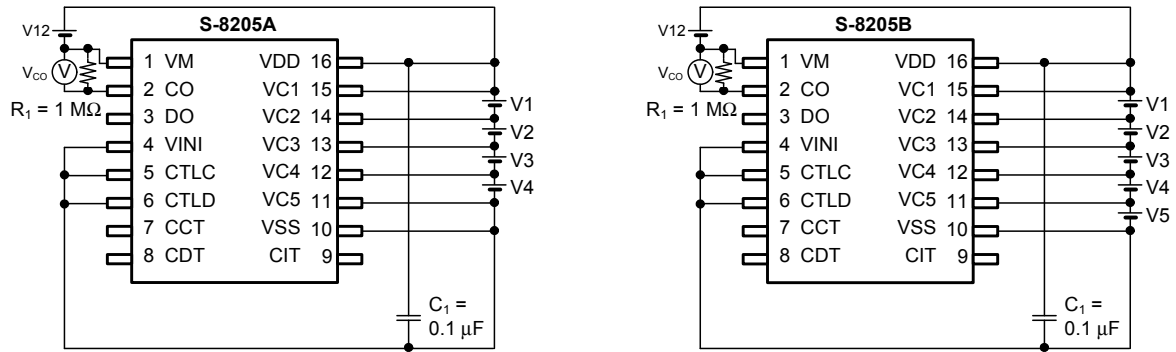 S-8205A
V12
V_CO
V
R₁ = 1 MΩ
1 VM
2 CO
3 DO
4 VINI
5 CTLC
6 CTLD
7 CCT
8 CDT
VDD 16
VC1 15
VC2 14
VC3 13
VC4 12
VC5 11
VSS 10
CIT 9
V1
V2
V3
V4
C₁ =
0.1 μF
S-8205B
V12
V_CO
V
R₁ = 1 MΩ
1 VM
2 CO
3 DO
4 VINI
5 CTLC
6 CTLD
7 CCT
8 CDT
VDD 16
VC1 15
VC2 14
VC3 13
VC4 12
VC5 11
VSS 10
CIT 9
V1
V2
V3
V4
V5
C₁ =
0.1 μF